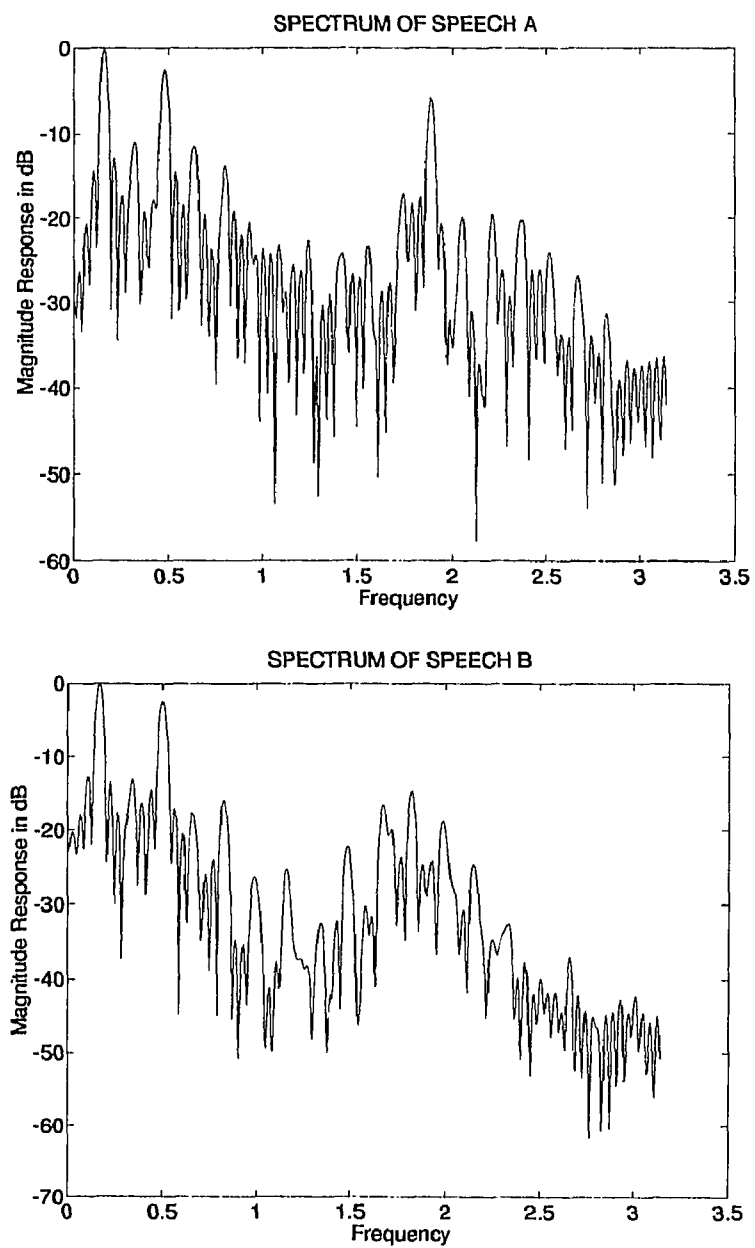 SPECTRUM OF SPEECH A
0
-10
-20
-30
-40
-50
-60
Magnitude Response in dB
0 0.5 1 1.5 2 2.5 3 3.5
Frequency
SPECTRUM OF SPEECH B
0
-10
-20
-30
-40
-50
-60
-70
Magnitude Response in dB
0 0.5 1 1.5 2 2.5 3 3.5
Frequency